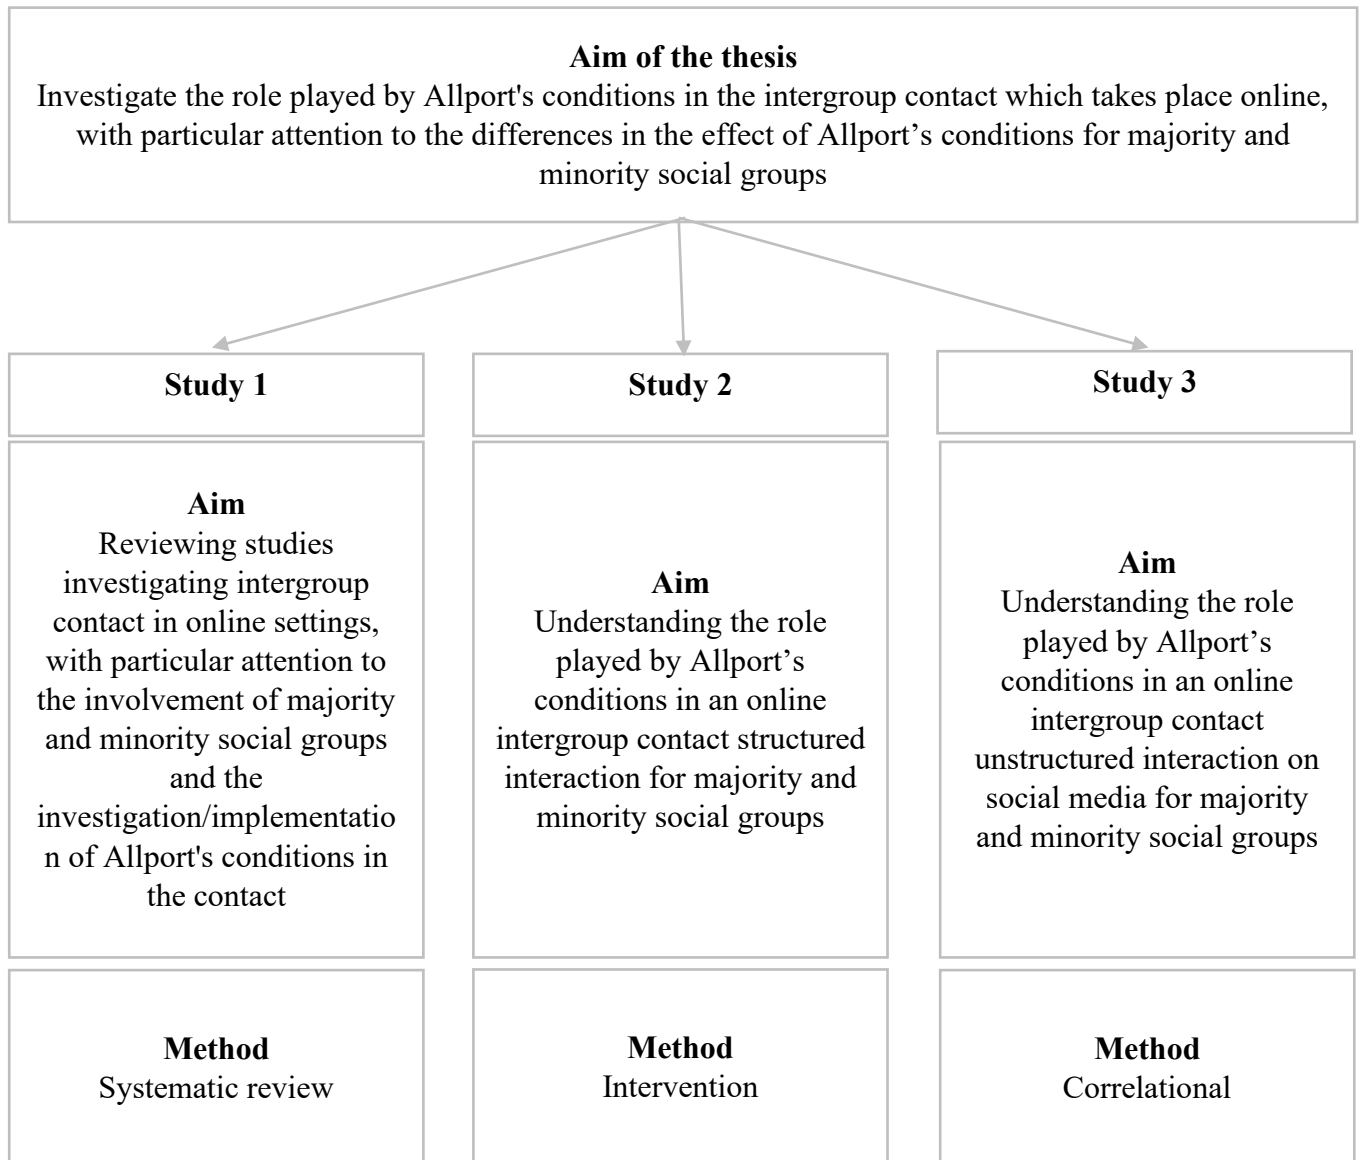 Aim of the thesis
Investigate the role played by Allport's conditions in the intergroup contact which takes place online,
with particular attention to the differences in the effect of Allport’s conditions for majority and
minority social groups
Study 1
Study 2
Study 3
Aim
Reviewing studies
investigating intergroup
contact in online settings,
with particular attention to
the involvement of majority
and minority social groups
and the
investigation/implementatio
n of Allport's conditions in
the contact
Aim
Understanding the role
played by Allport’s
conditions in an online
intergroup contact structured
interaction for majority and
minority social groups
Aim
Understanding the role
played by Allport’s
conditions in an online
intergroup contact
unstructured interaction on
social media for majority
and minority social groups
Method
Systematic review
Method
Intervention
Method
Correlational